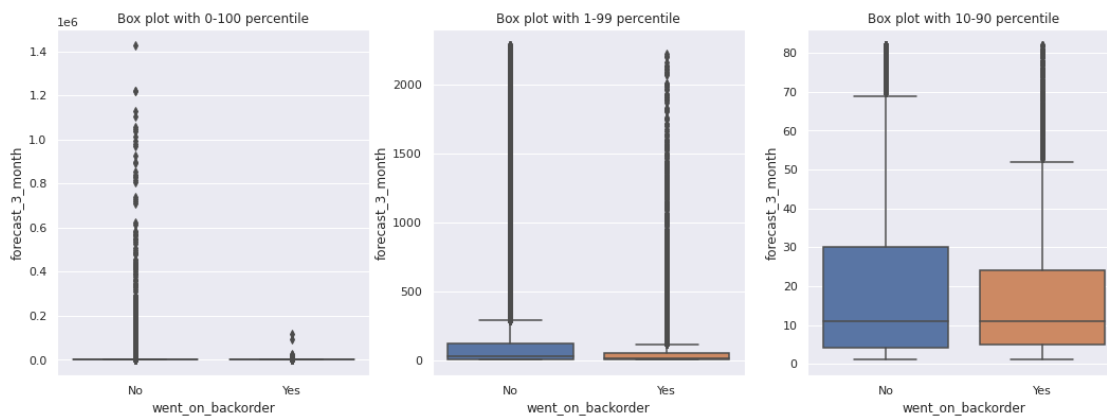 Box plot with 0-100 percentile
1e6
1.4
1.2
1.0
0.8
0.6
0.4
0.2
0.0
forecast_3_month
No
Yes
went_on_backorder
Box plot with 1-99 percentile
2000
1500
1000
500
0
forecast_3_month
No
Yes
went_on_backorder
Box plot with 10-90 percentile
80
70
60
50
40
30
20
10
0
forecast_3_month
No
Yes
went_on_backorder